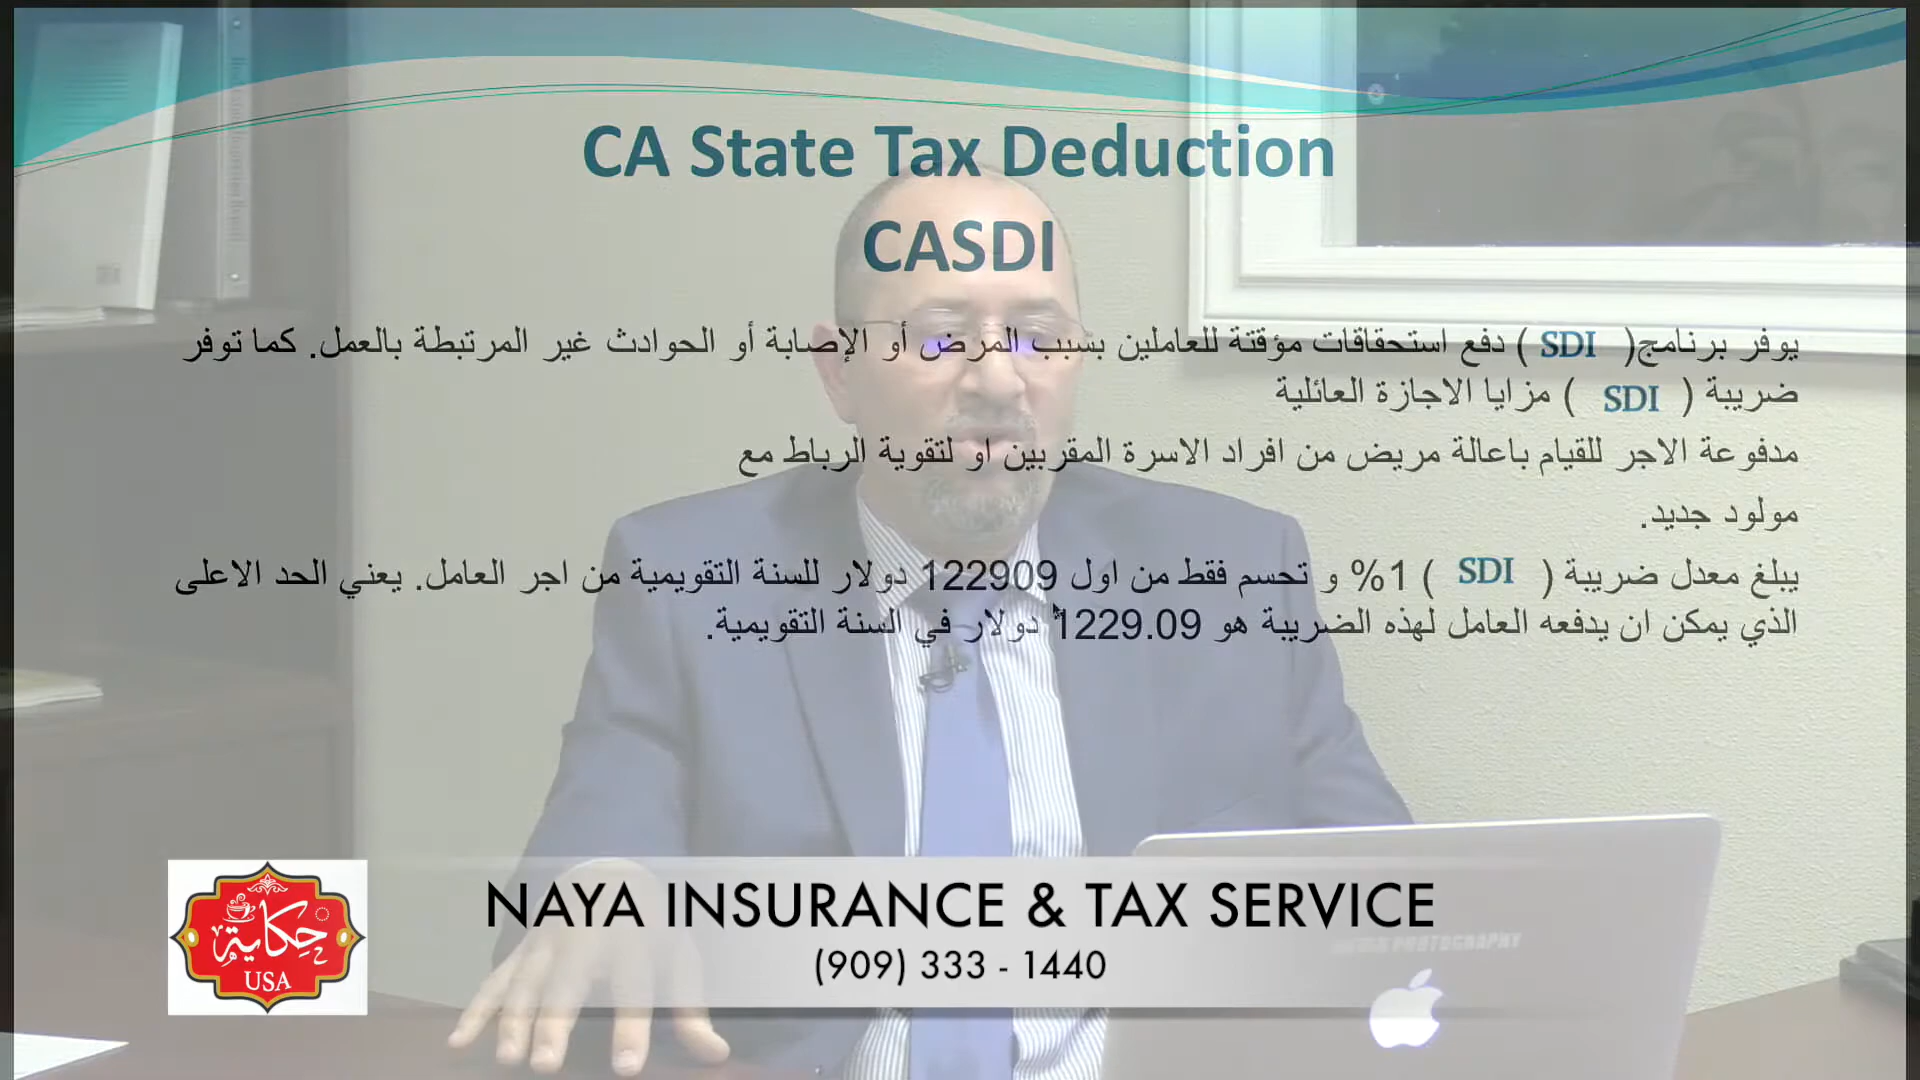 CA State Tax Deduction
CASDI
يوفر برنامج( SDI ) دفع استحقاقات مؤقتة للعاملين بسبب المرض أو الإصابة أو الحوادث غير المرتبطة بالعمل. كما توفر
ضريبة ( SDI ) مزايا الاجازة العائلية
مدفوعة الاجر للقيام باعالة مريض من افراد الاسرة المقربين او لتقوية الرباط مع
مولود جديد.
يبلغ معدل ضريبة ( SDI ) 1% و تحسم فقط من اول 122909 دولار للسنة التقويمية من اجر العامل. يعني الحد الاعلى
الذي يمكن ان يدفعه العامل لهذه الضريبة هو 1229.09 دولار في السنة التقويمية.
حكاية
USA
NAYA INSURANCE & TAX SERVICE
(909) 333 - 1440